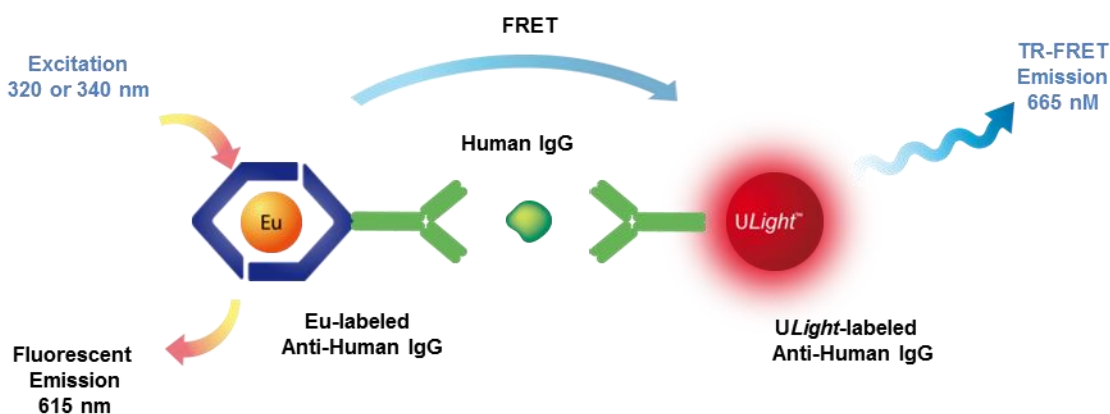 FRET
Excitation
320 or 340 nm
TR-FRET
Emission
665 nM
Human IgG
Eu
ULight™
Eu-labeled
Anti-Human IgG
ULight-labeled
Anti-Human IgG
Fluorescent
Emission
615 nm